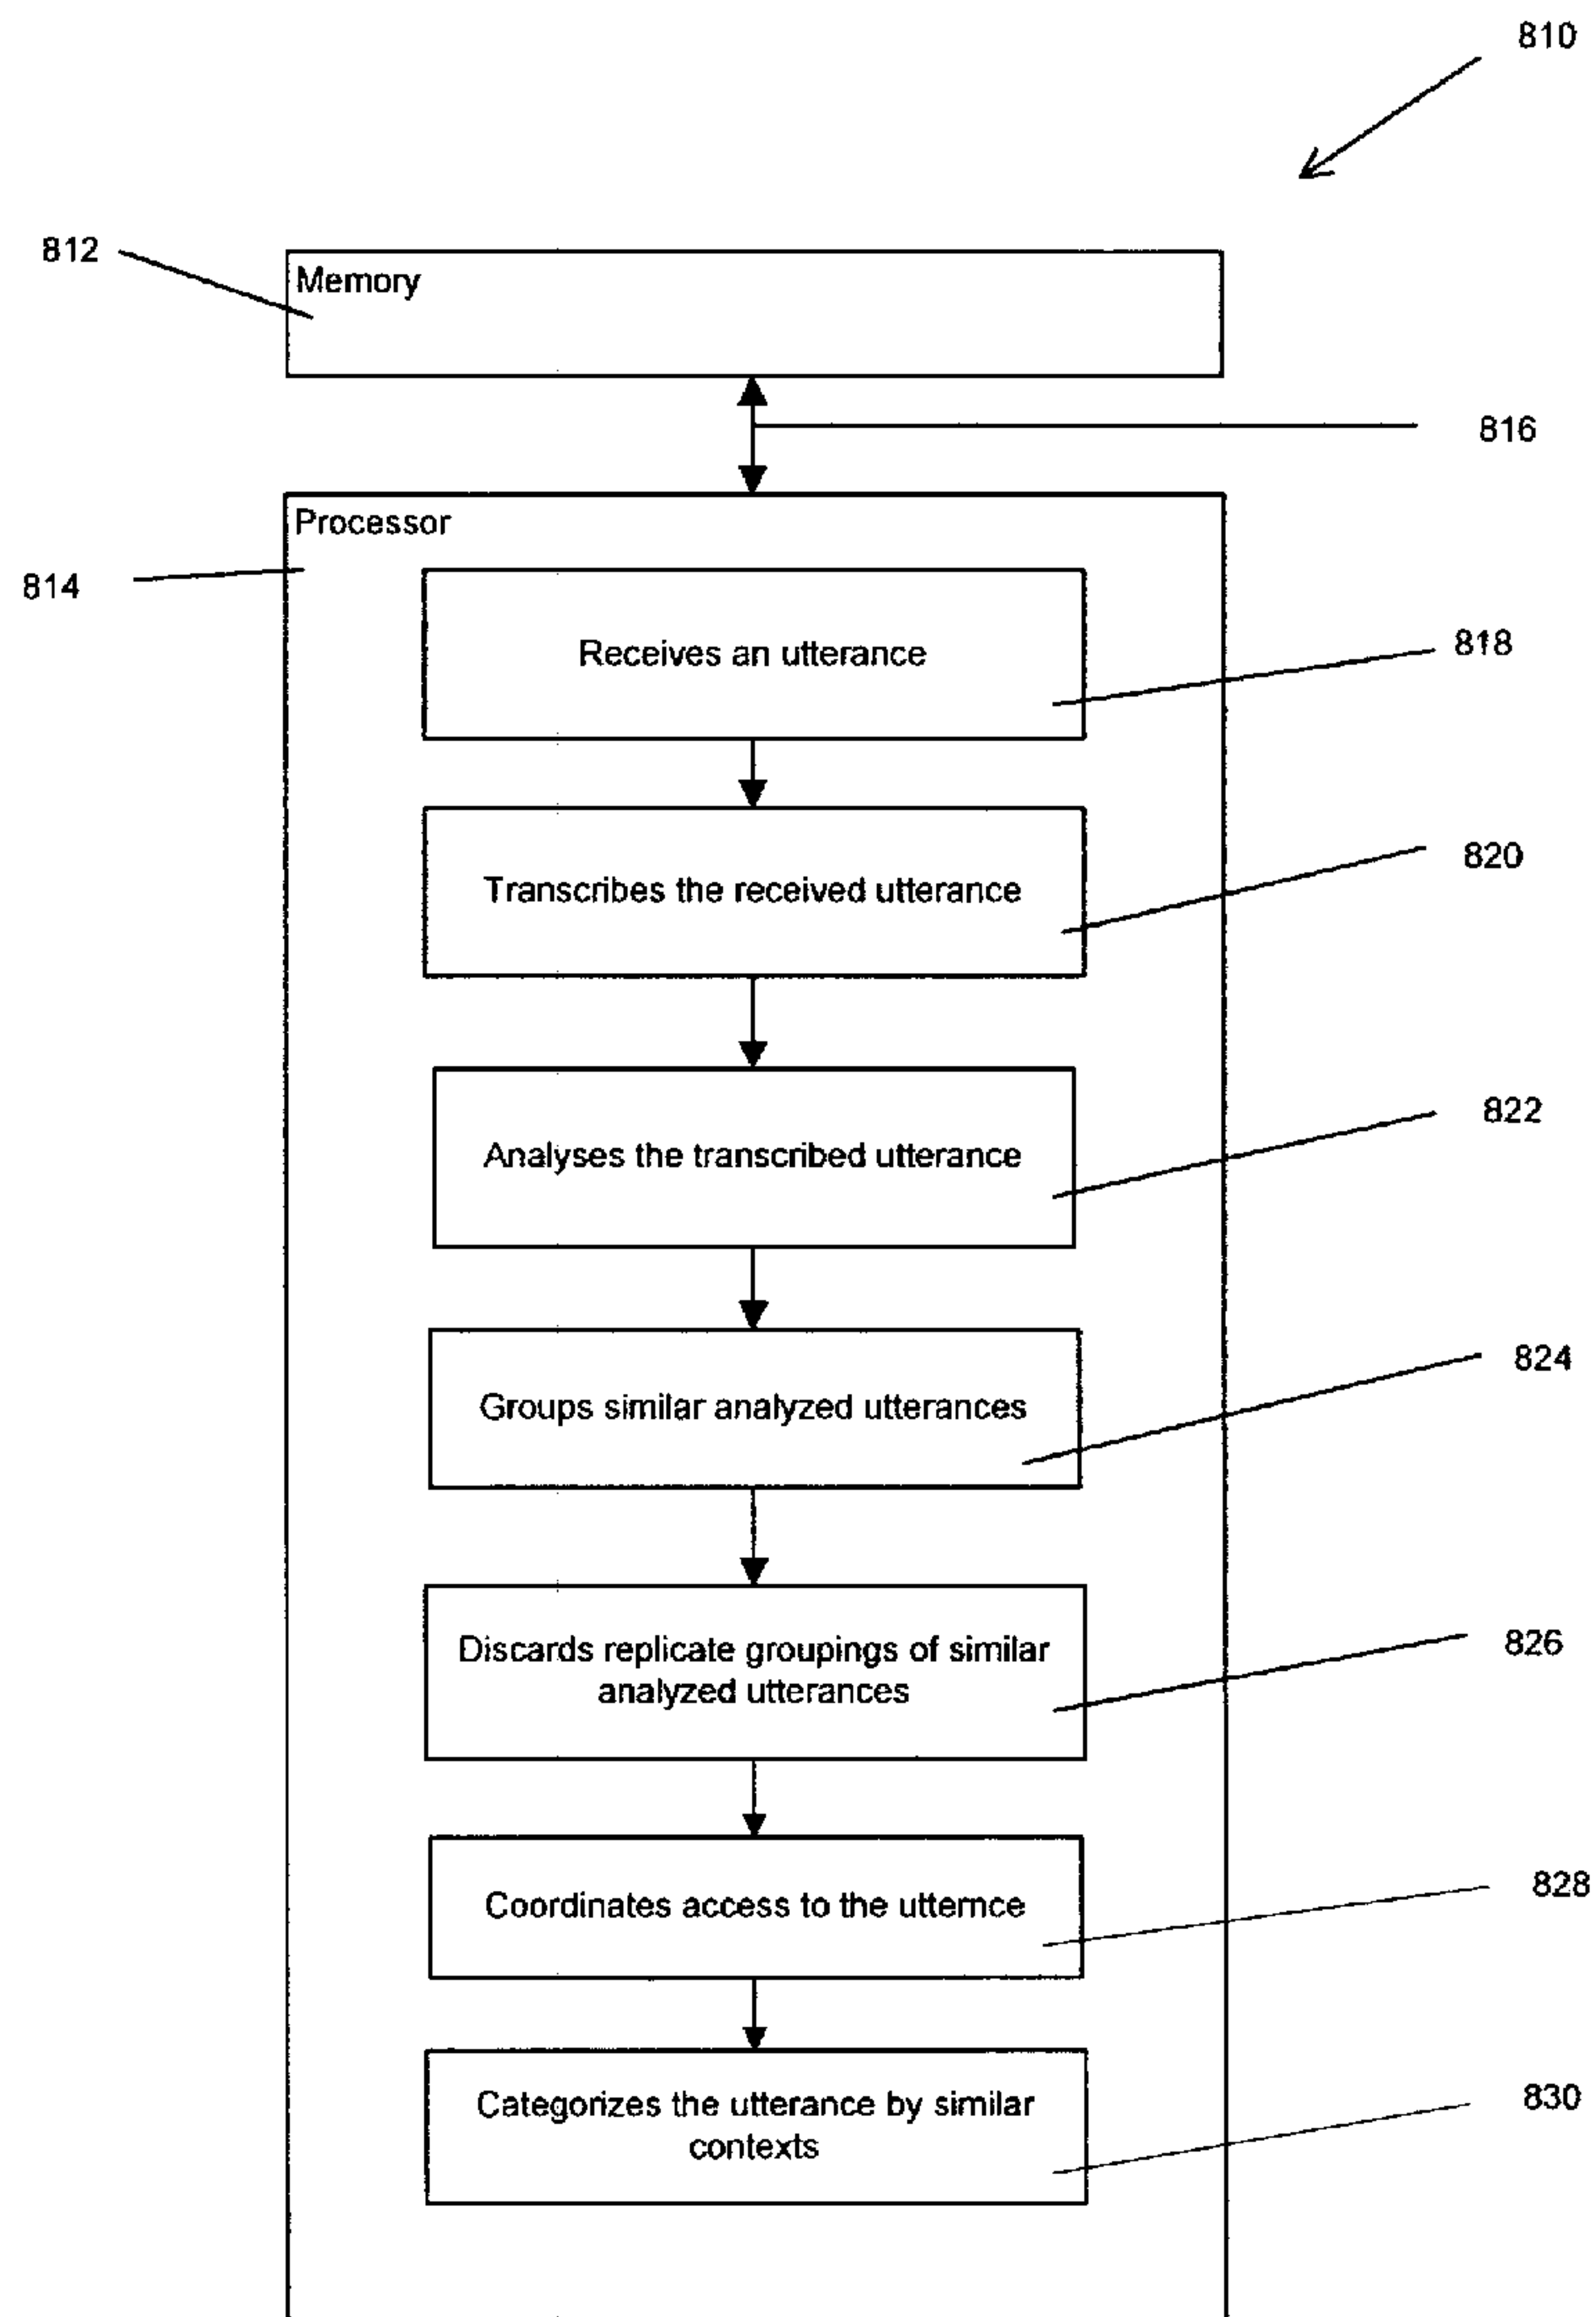 810
812
Memory
816
Processor
814
Receives an utterance
818
Transcribes the received utterance
820
Analyses the transcribed utterance
822
Groups similar analyzed utterances
824
Discards replicate groupings of similar
analyzed utterances
826
Coordinates access to the utternce
828
Categorizes the utterance by similar
contexts
830